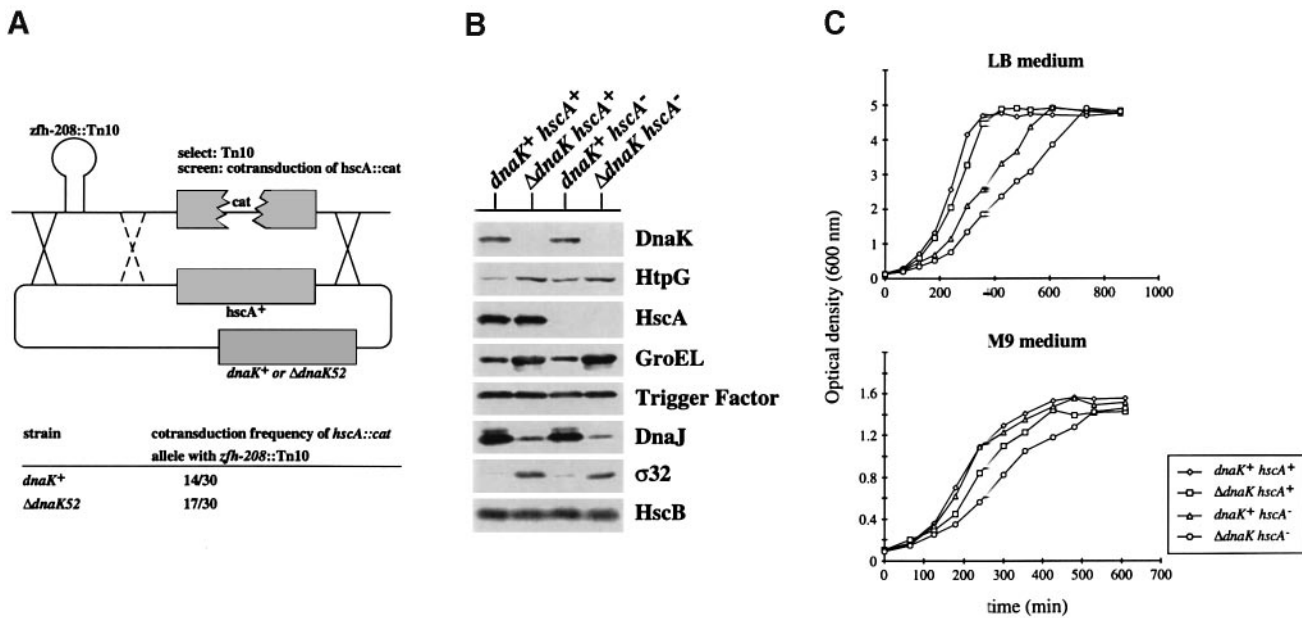 A
zfh-208::Tn10
select: Tn10
screen: cotransduction of hscA::cat
cat
hscA+
dnaK+ or ΔdnaK52
strain cotransduction frequency of hscA::cat
allele with zfh-208::Tn10
dnaK+ 14/30
ΔdnaK52 17/30
B
dnaK+ hscA+
ΔdnaK hscA+
dnaK+ hscA-
ΔdnaK hscA-
DnaK
HtpG
HscA
GroEL
Trigger Factor
DnaJ
σ32
HscB
C
LB medium
6
5
4
3
2
1
0
0 200 400 600 800 1000
Optical density (600 nm)
M9 medium
1.6
1.2
0.8
0.4
0
0 100 200 300 400 500 600 700
time (min)
dnaK+ hscA+
ΔdnaK hscA+
dnaK+ hscA-
ΔdnaK hscA-